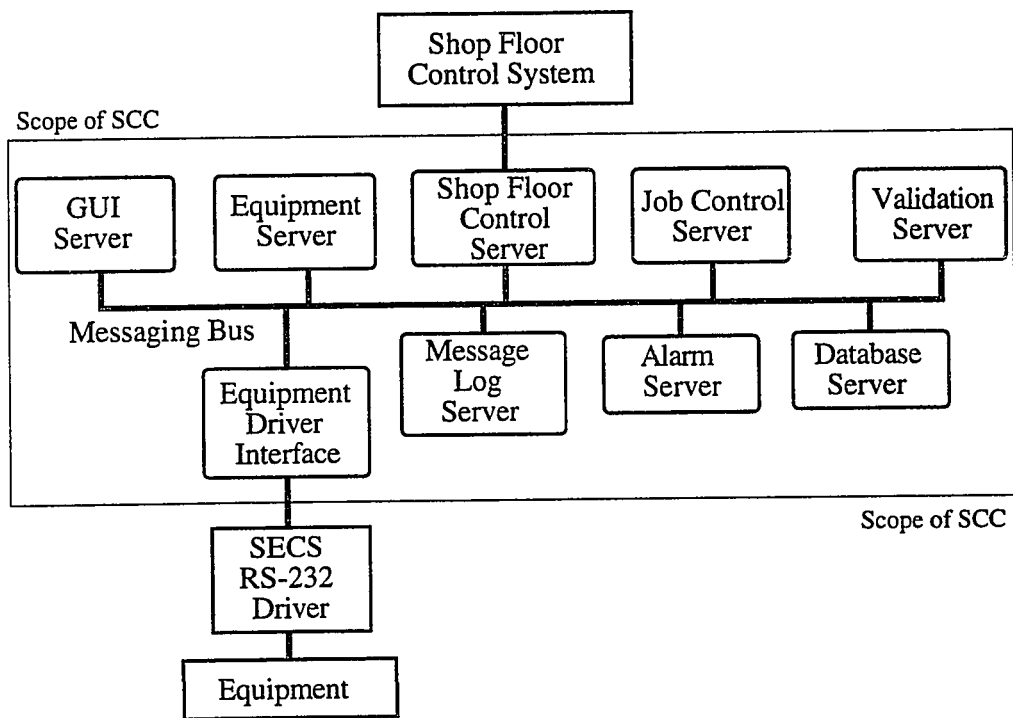 Shop Floor
Control System
Scope of SCC
GUI
Server
Equipment
Server
Shop Floor
Control
Server
Job Control
Server
Validation
Server
Messaging Bus
Equipment
Driver
Interface
Message
Log
Server
Alarm
Server
Database
Server
Scope of SCC
SECS
RS-232
Driver
Equipment